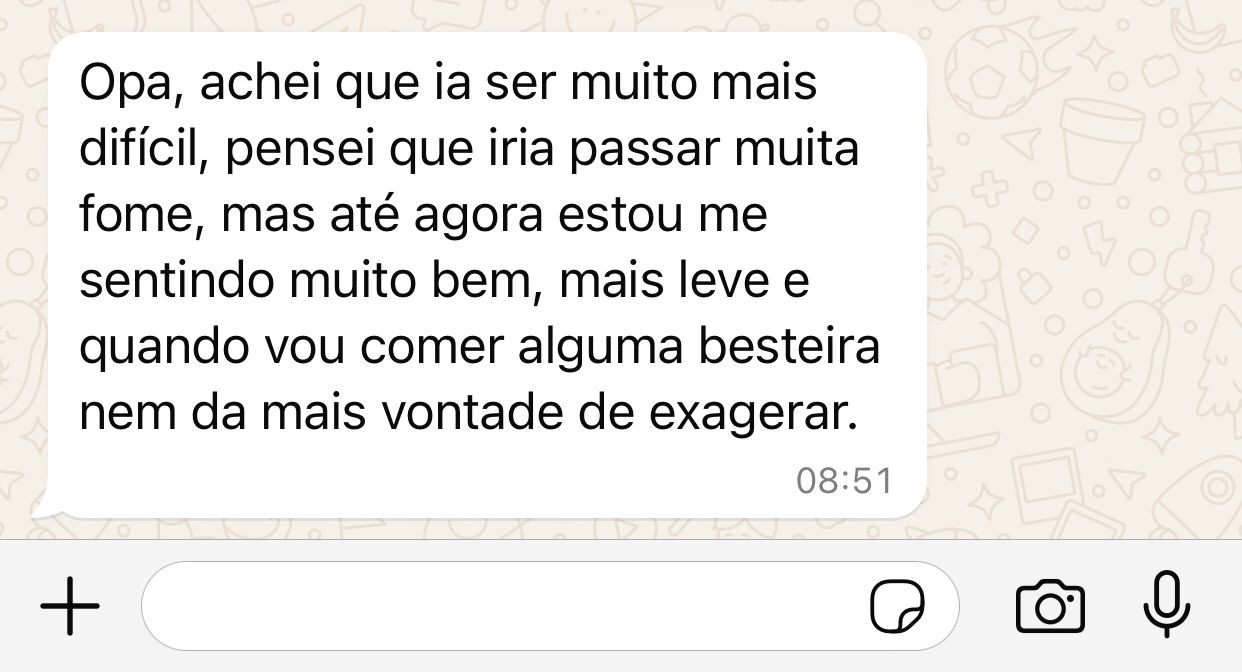 Opa, achei que ia ser muito mais
difícil, pensei que iria passar muita
fome, mas até agora estou me
sentindo muito bem, mais leve e
quando vou comer alguma besteira
nem da mais vontade de exagerar.
08:51